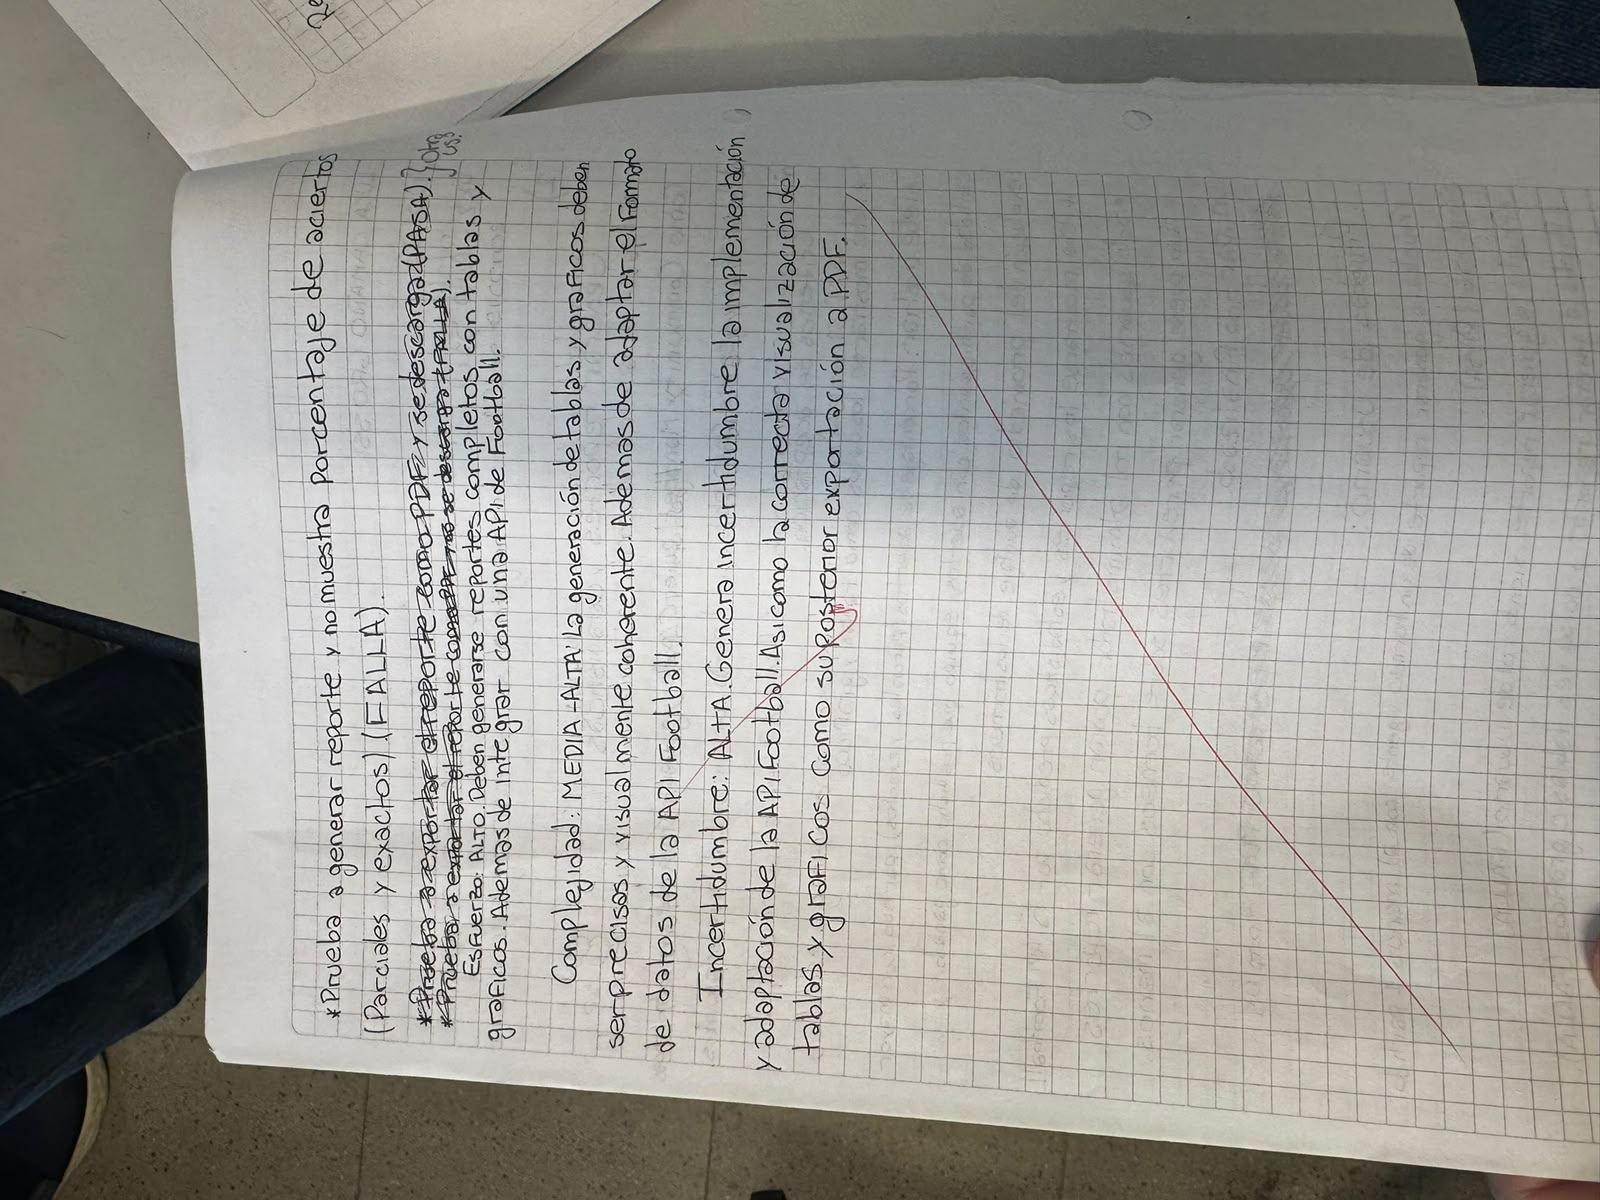 *Prueba a generar reporte y no muestra porcentaje de aciertos
(Parciales y exactos) (FALLA).
*Prueba a exportar el reporte como PDF y se descarga (PASA). } otra
*Prueba a exportar el reporte como PDF no se descarga (FALLA). US.
Esfuerzo: ALTO. Deben generarse reportes completos con tablas y
graficos. Ademas de integrar con una API de Football.
Complejidad: MEDIA-ALTA: La generación de tablas y graficos deben
ser precisos y visualmente coherente. Ademas de adaptar el formato
de datos de la API Football.
Incertidumbre: ALTA. Genera incertidumbre la implementación
y adaptación de la API Football. Asi como la correcta visualización de
tablas y graficos como su posterior exportación a PDF.